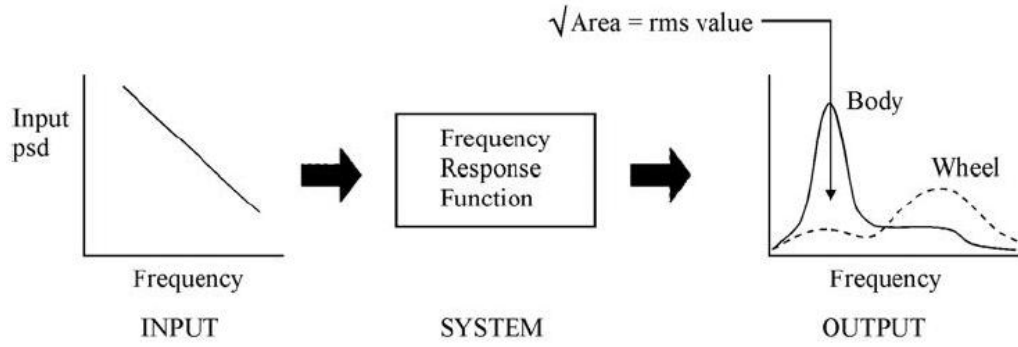 √ Area = rms value
Input
psd
Frequency
INPUT
Frequency
Response
Function
SYSTEM
Body
Wheel
Frequency
OUTPUT